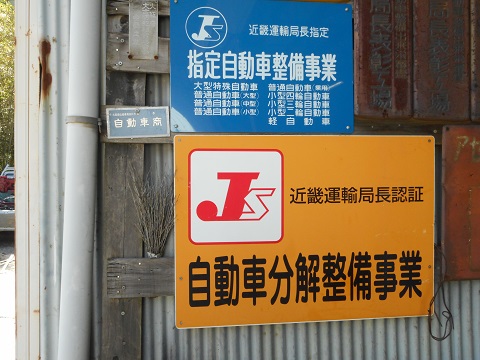 JS
近畿運輸局長指定
指定自動車整備事業
大型特殊自動車
普通自動車(大型)
普通自動車(中型)
普通自動車(小型)
普通自動車(乗用)
小型四輪自動車
小型三輪自動車
小型二輪自動車
軽自動車
自動車商
JS
近畿運輸局長認証
自動車分解整備事業
アセ